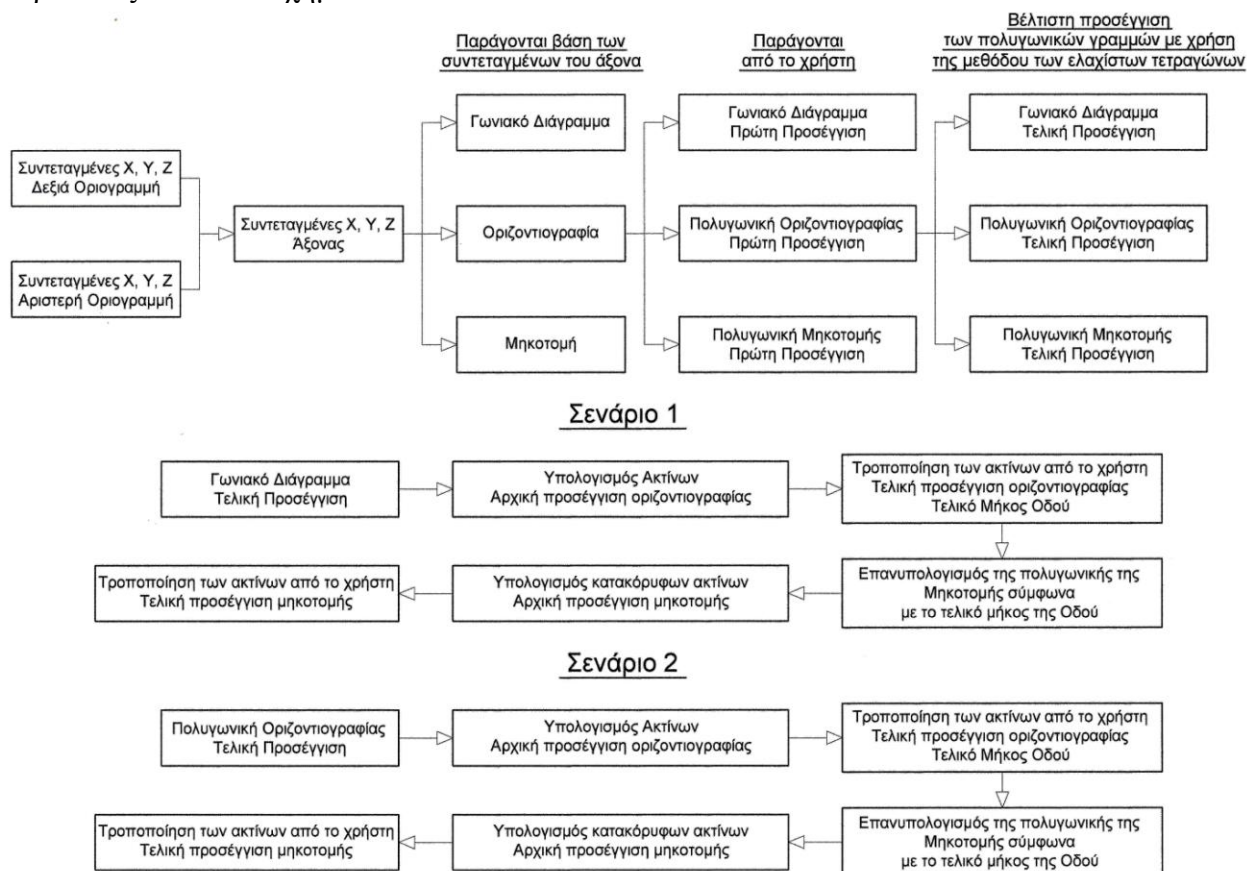 Παράγονται βάση των
συντεταγμένων του άξονα
Παράγονται
από το χρήστη
Βέλτιστη προσέγγιση
των πολυγωνικών γραμμών με χρήση
της μεθόδου των ελαχίστων τετραγώνων
Συντεταγμένες X, Y, Z
Δεξιά Οριογραμμή
Συντεταγμένες X, Y, Z
Αριστερή Οριογραμμή
Συντεταγμένες X, Y, Z
Άξονας
Γωνιακό Διάγραμμα
Οριζοντιογραφία
Μηκοτομή
Γωνιακό Διάγραμμα
Πρώτη Προσέγγιση
Πολυγωνική Οριζοντιογραφίας
Πρώτη Προσέγγιση
Πολυγωνική Μηκοτομής
Πρώτη Προσέγγιση
Γωνιακό Διάγραμμα
Τελική Προσέγγιση
Πολυγωνική Οριζοντιογραφίας
Τελική Προσέγγιση
Πολυγωνική Μηκοτομής
Τελική Προσέγγιση
Σενάριο 1
Γωνιακό Διάγραμμα
Τελική Προσέγγιση
Υπολογισμός Ακτίνων
Αρχική προσέγγιση οριζοντιογραφίας
Τροποποίηση των ακτίνων από το χρήστη
Τελική προσέγγιση οριζοντιογραφίας
Τελικό Μήκος Οδού
Επανυπολογισμός της πολυγωνικής της
Μηκοτομής σύμφωνα
με το τελικό μήκος της Οδού
Υπολογισμός κατακόρυφων ακτίνων
Αρχική προσέγγιση μηκοτομής
Τροποποίηση των ακτίνων από το χρήστη
Τελική προσέγγιση μηκοτομής
Σενάριο 2
Πολυγωνική Οριζοντιογραφίας
Τελική Προσέγγιση
Υπολογισμός Ακτίνων
Αρχική προσέγγιση οριζοντιογραφίας
Τροποποίηση των ακτίνων από το χρήστη
Τελική προσέγγιση οριζοντιογραφίας
Τελικό Μήκος Οδού
Επανυπολογισμός της πολυγωνικής της
Μηκοτομής σύμφωνα
με το τελικό μήκος της Οδού
Υπολογισμός κατακόρυφων ακτίνων
Αρχική προσέγγιση μηκοτομής
Τροποποίηση των ακτίνων από το χρήστη
Τελική προσέγγιση μηκοτομής